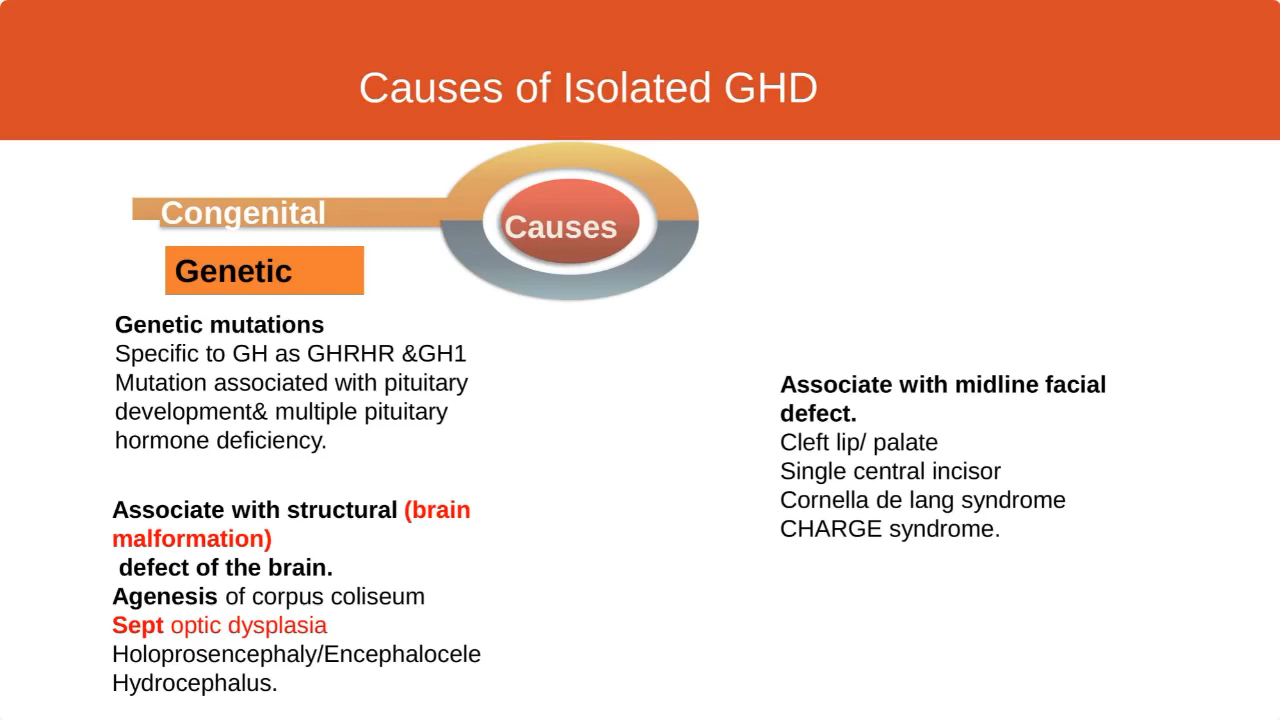 Causes of Isolated GHD
Congenital
Causes
Genetic
Genetic mutations
Specific to GH as GHRHR &GH1
Mutation associated with pituitary
development& multiple pituitary
hormone deficiency.
Associate with structural (brain
malformation)
defect of the brain.
Agenesis of corpus coliseum
Sept optic dysplasia
Holoprosencephaly/Encephalocele
Hydrocephalus.
Associate with midline facial
defect.
Cleft lip/ palate
Single central incisor
Cornella de lang syndrome
CHARGE syndrome.